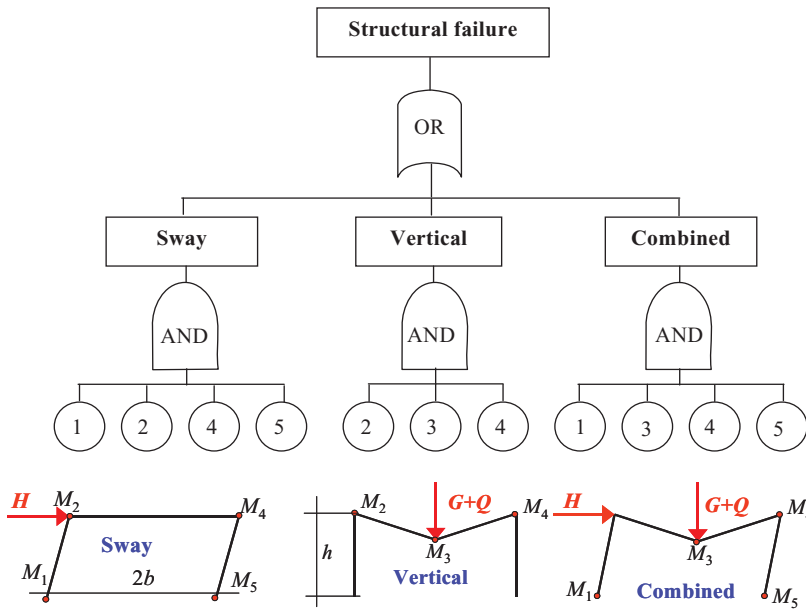 Structural failure
OR
Sway Vertical Combined
AND AND AND
1 2 4 5 2 3 4 1 3 4 5
H M2 M4 M2 G+Q M4 H G+Q M
Sway h M3 M3
M1 2b M5 Vertical M1 Combined M5